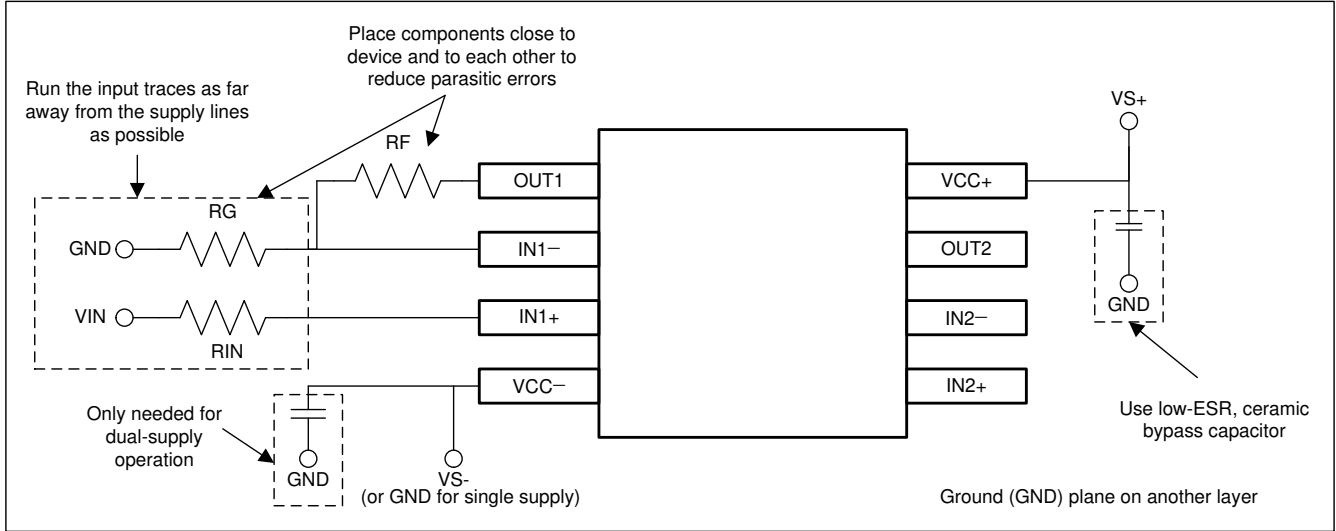 Place components close to
device and to each other to
reduce parasitic errors
Run the input traces as far
away from the supply lines
as possible
VS+
RF
OUT1
VCC+
RG
GND
IN1−
OUT2
GND
VIN
IN1+
IN2−
RIN
VCC−
IN2+
Only needed for
dual-supply
operation
Use low-ESR, ceramic
bypass capacitor
GND
VS-
(or GND for single supply)
Ground (GND) plane on another layer